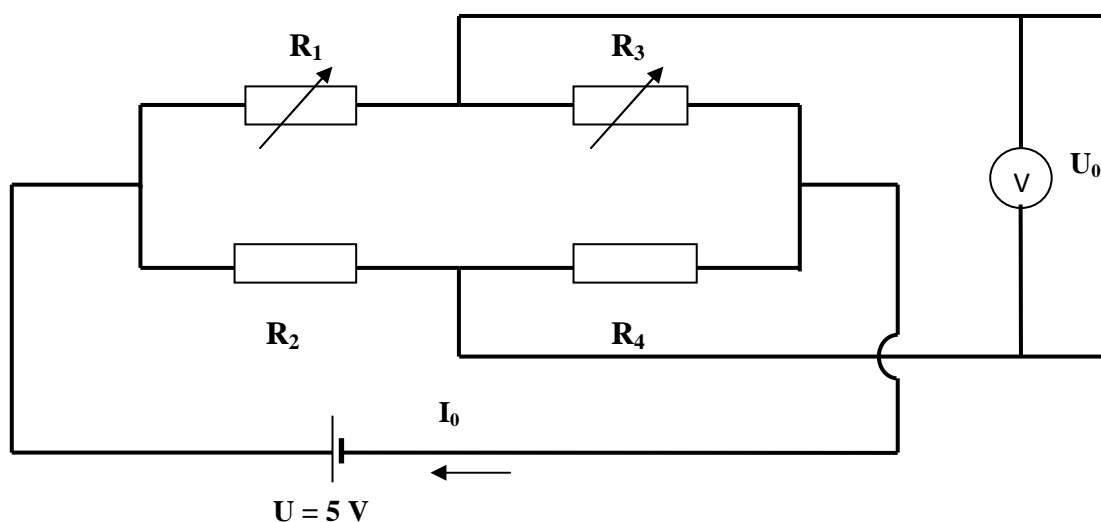 R₁
R₃
V
U₀
R₂
R₄
I₀
U = 5 V